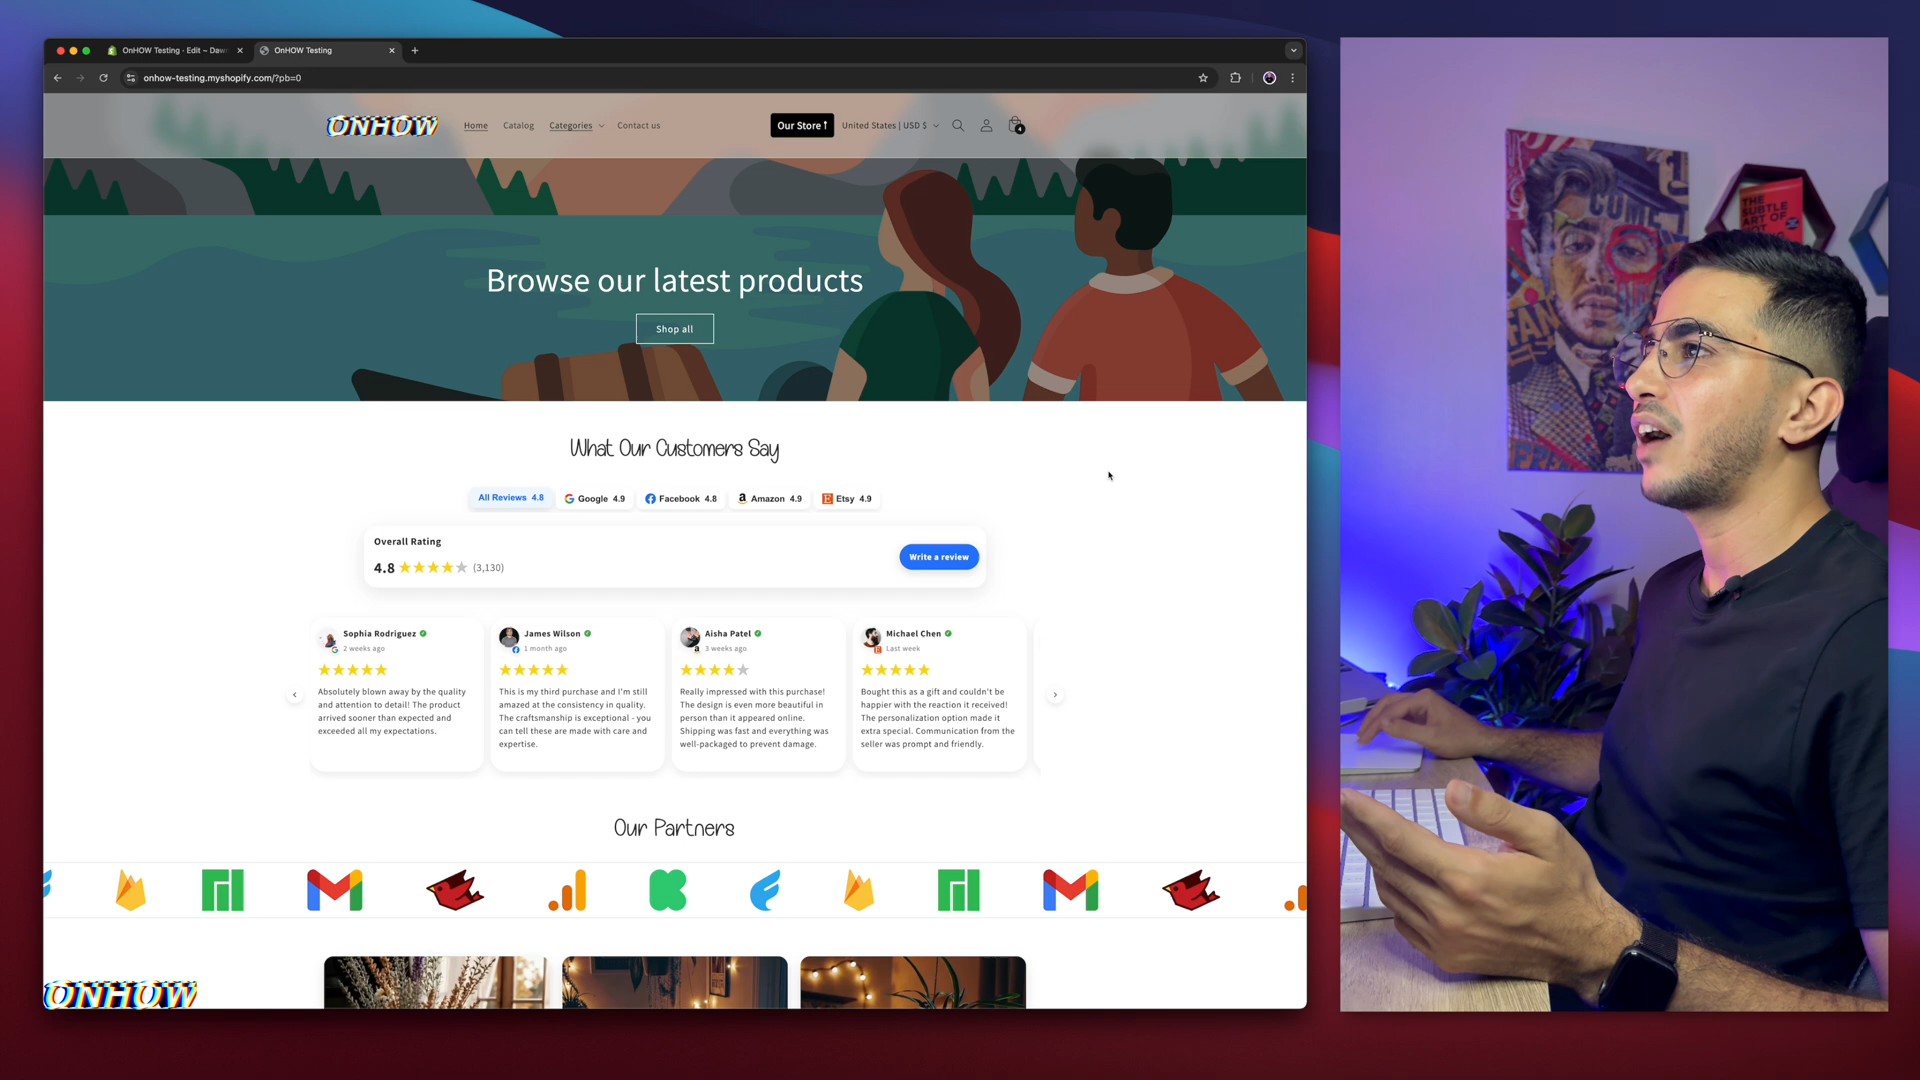 OnHOW Testing · Edit ~ Daw
OnHOW Testing
onhow-testing.myshopify.com/?pb=0
ONHOW
Home
Catalog
Categories
Contact us
Our Store !
United States | USD $
4
Browse our latest products
Shop all
What Our Customers Say
All Reviews 4.8
Google 4.9
Facebook 4.8
Amazon 4.9
Etsy 4.9
Overall Rating
4.8
(3,130)
Write a review
Sophia Rodriguez
2 weeks ago
Absolutely blown away by the quality
and attention to detail! The product
arrived sooner than expected and
exceeded all my expectations.
James Wilson
1 month ago
This is my third purchase and I'm still
amazed at the consistency in quality.
The craftsmanship is exceptional - you
can tell these are made with care and
expertise.
Aisha Patel
3 weeks ago
Really impressed with this purchase!
The design is even more beautiful in
person than it appeared online.
Shipping was fast and everything was
well-packaged to prevent damage.
Michael Chen
Last week
Bought this as a gift and couldn't be
happier with the reaction it received!
The personalization option made it
extra special. Communication from the
seller was prompt and friendly.
Our Partners
ONHOW
COME
FAN
THE
SUBTLE
ART OF